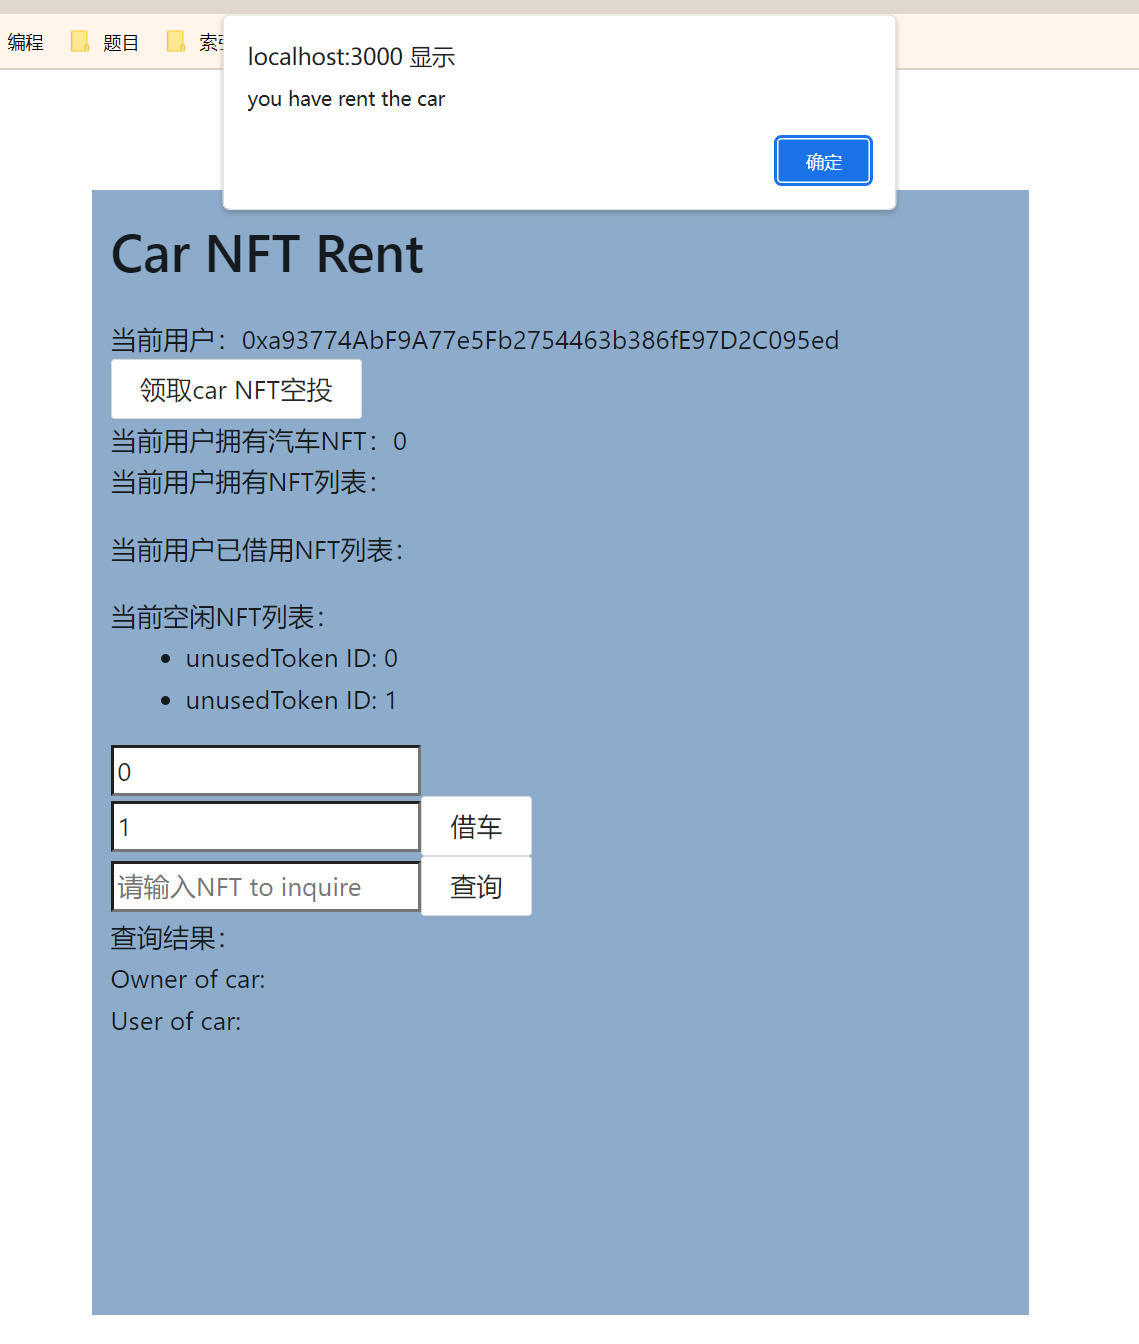 编程 题目
localhost:3000 显示
you have rent the car
确定
Car NFT Rent
当前用户：0xa93774AbF9A77e5Fb2754463b386fE97D2C095ed
领取car NFT空投
当前用户拥有汽车NFT：0
当前用户拥有NFT列表：
当前用户已借用NFT列表：
当前空闲NFT列表：
• unusedToken ID: 0
• unusedToken ID: 1
0
1 借车
请输入NFT to inquire 查询
查询结果：
Owner of car:
User of car: